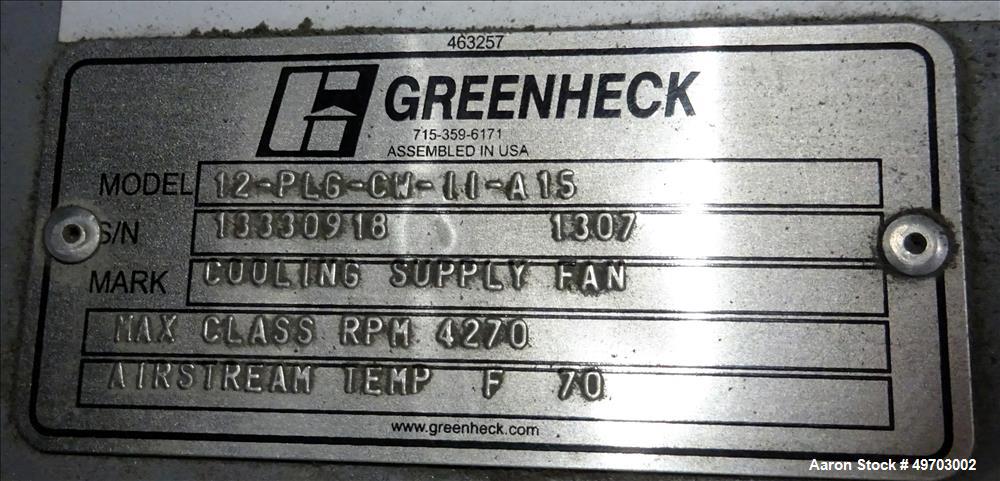 463257
GREENHECK
715-359-6171
ASSEMBLED IN USA
MODEL 12-PLG-CW-II-A15
S/N 13330918 1307
MARK COOLING SUPPLY FAN
MAX CLASS RPM 4270
AIRSTREAM TEMP F 70
www.greenheck.com
Aaron Stock # 49703002